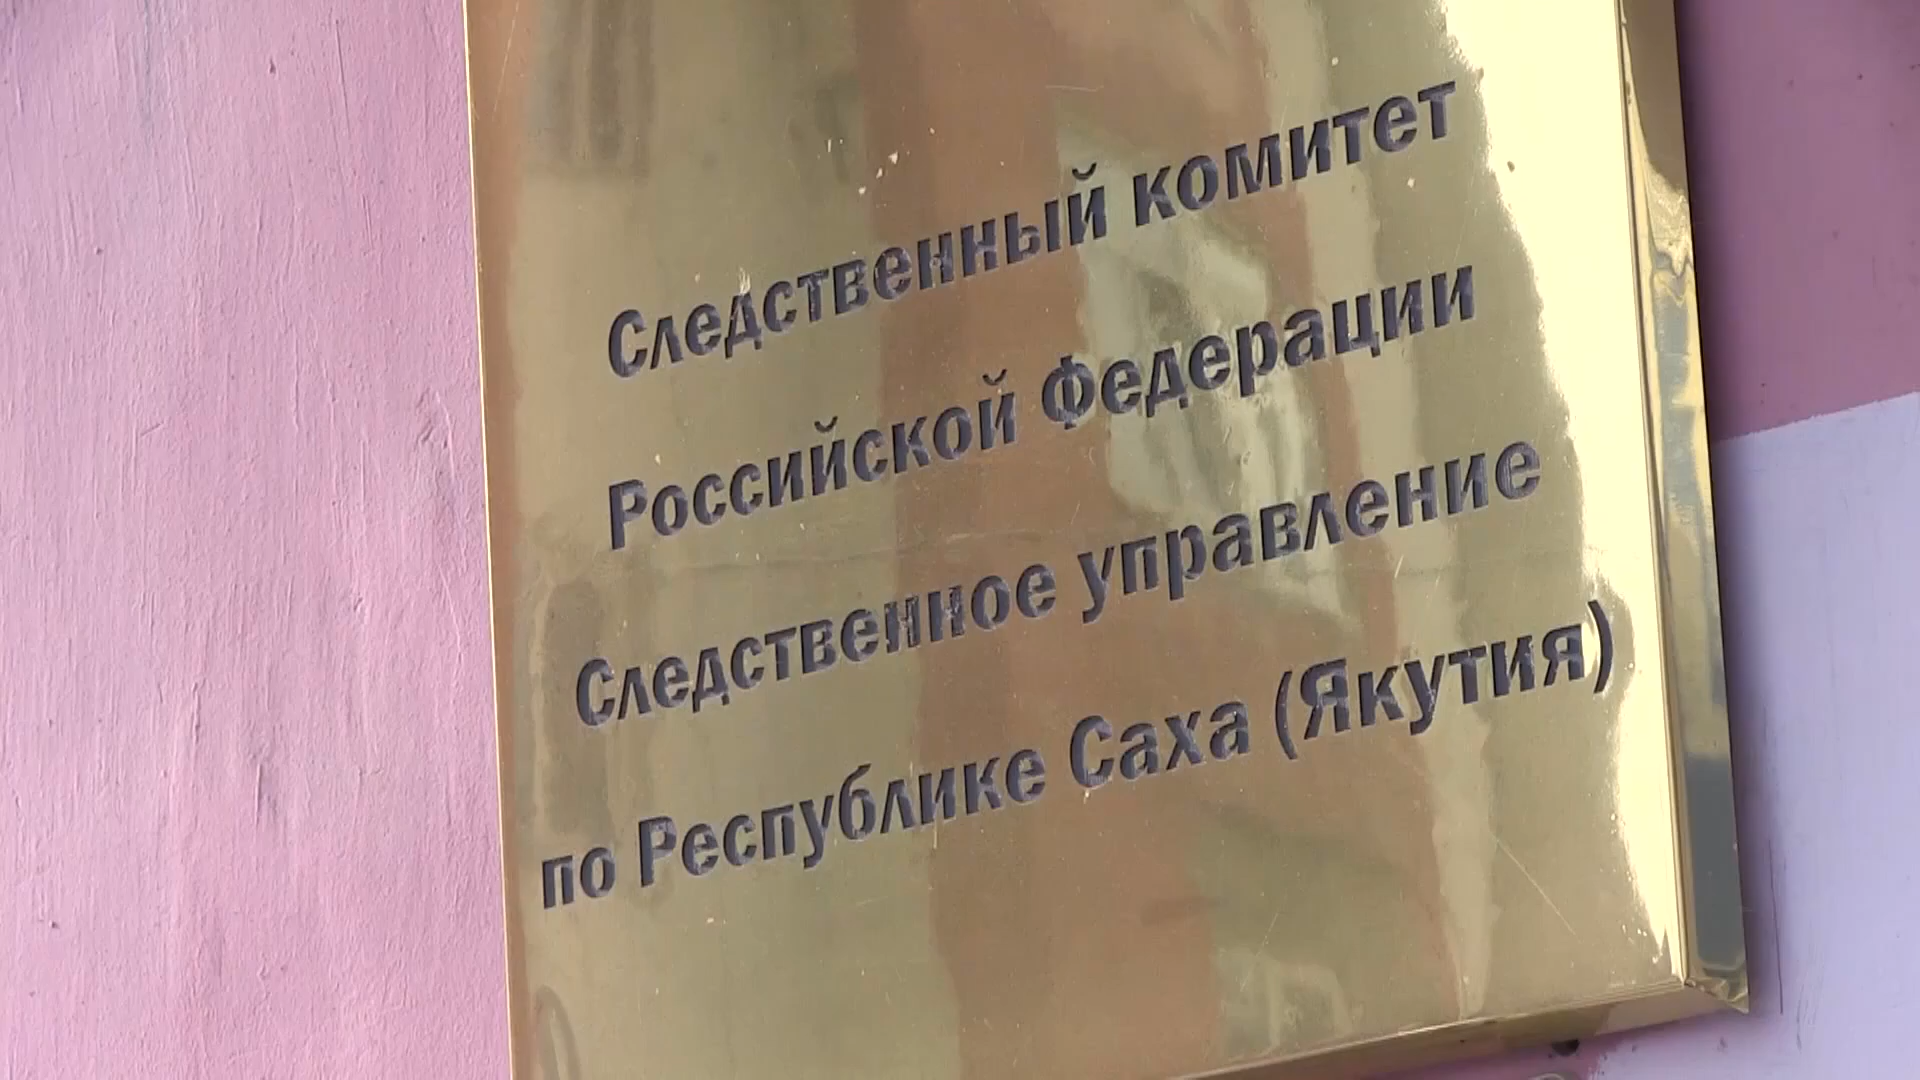 Следственный комитет
Российской Федерации
Следственное управление
по Республике Саха (Якутия)